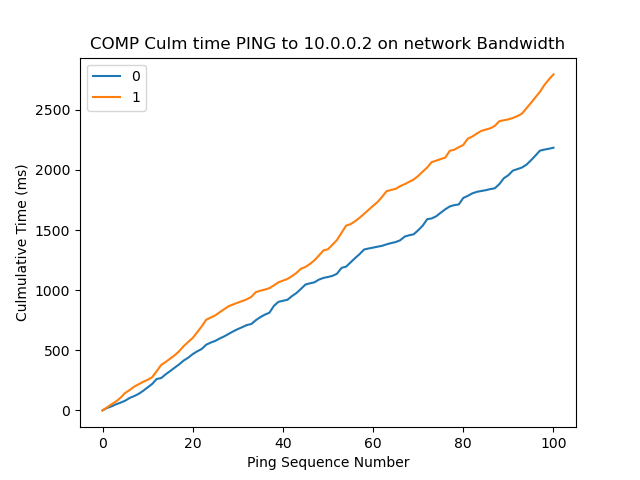 COMP Culm time PING to 10.0.0.2 on network Bandwidth
0
1
2500
2000
1500
1000
500
0
Culmulative Time (ms)
0 20 40 60 80 100
Ping Sequence Number